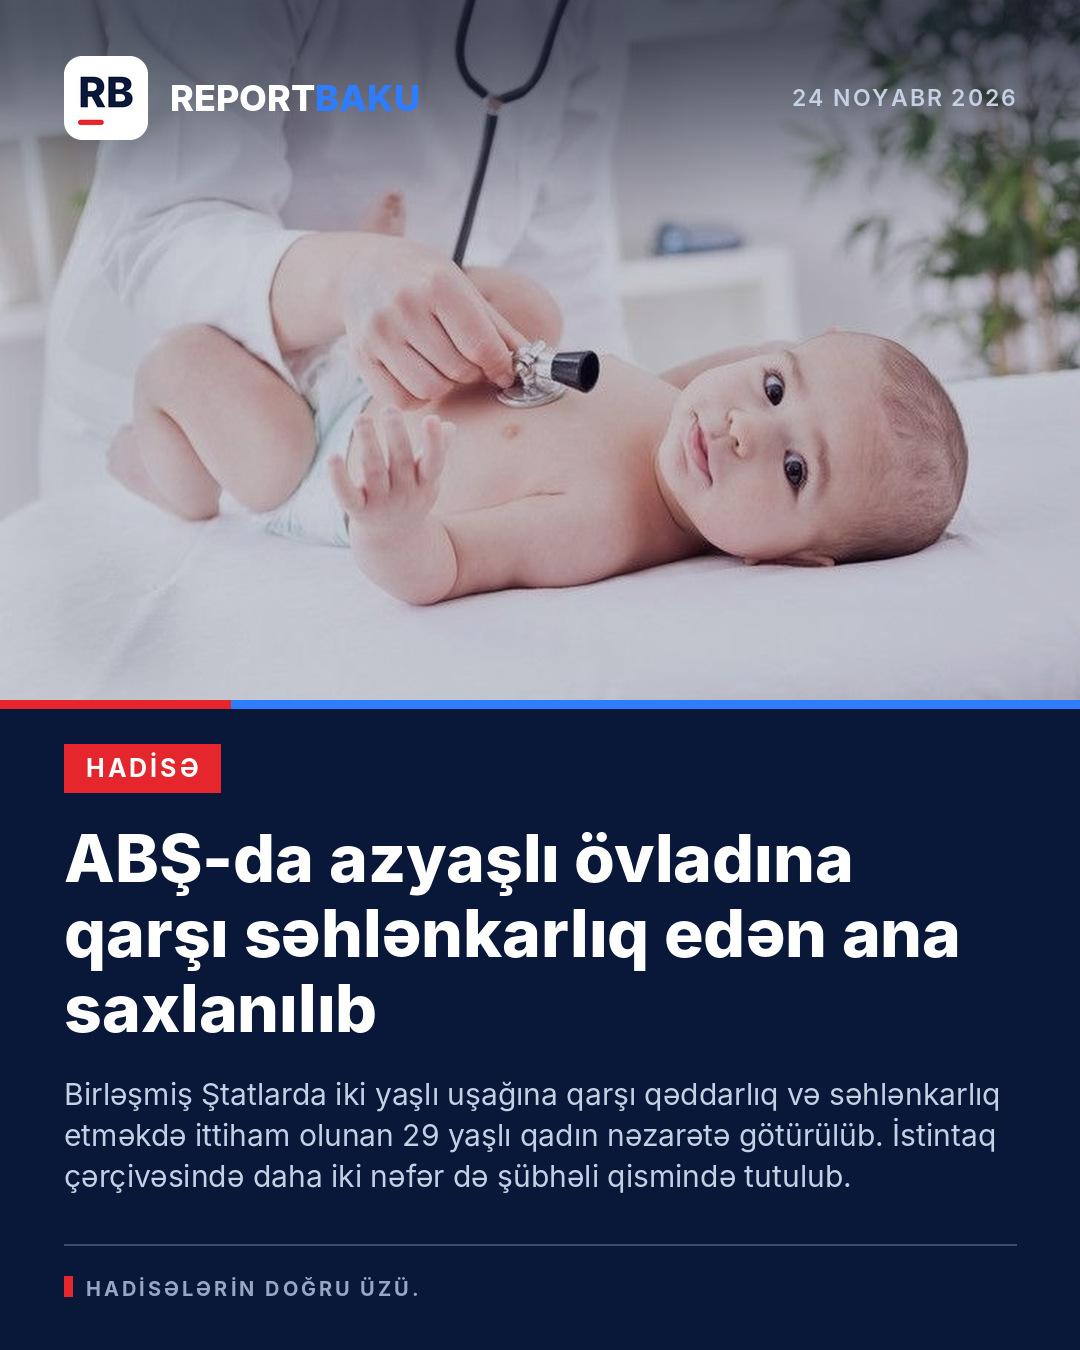 RB
REPORTBAKU
24 NOYABR 2026
HADİSƏ
ABŞ-da azyaşlı övladına
qarşı səhlənkarlıq edən ana
saxlanılıb
Birləşmiş Ştatlarda iki yaşlı uşağına qarşı qəddarlıq və səhlənkarlıq
etməkdə ittiham olunan 29 yaşlı qadın nəzarətə götürülüb. İstintaq
çərçivəsində daha iki nəfər də şübhəli qismində tutulub.
HADİSƏLƏRİN DOĞRU ÜZÜ.